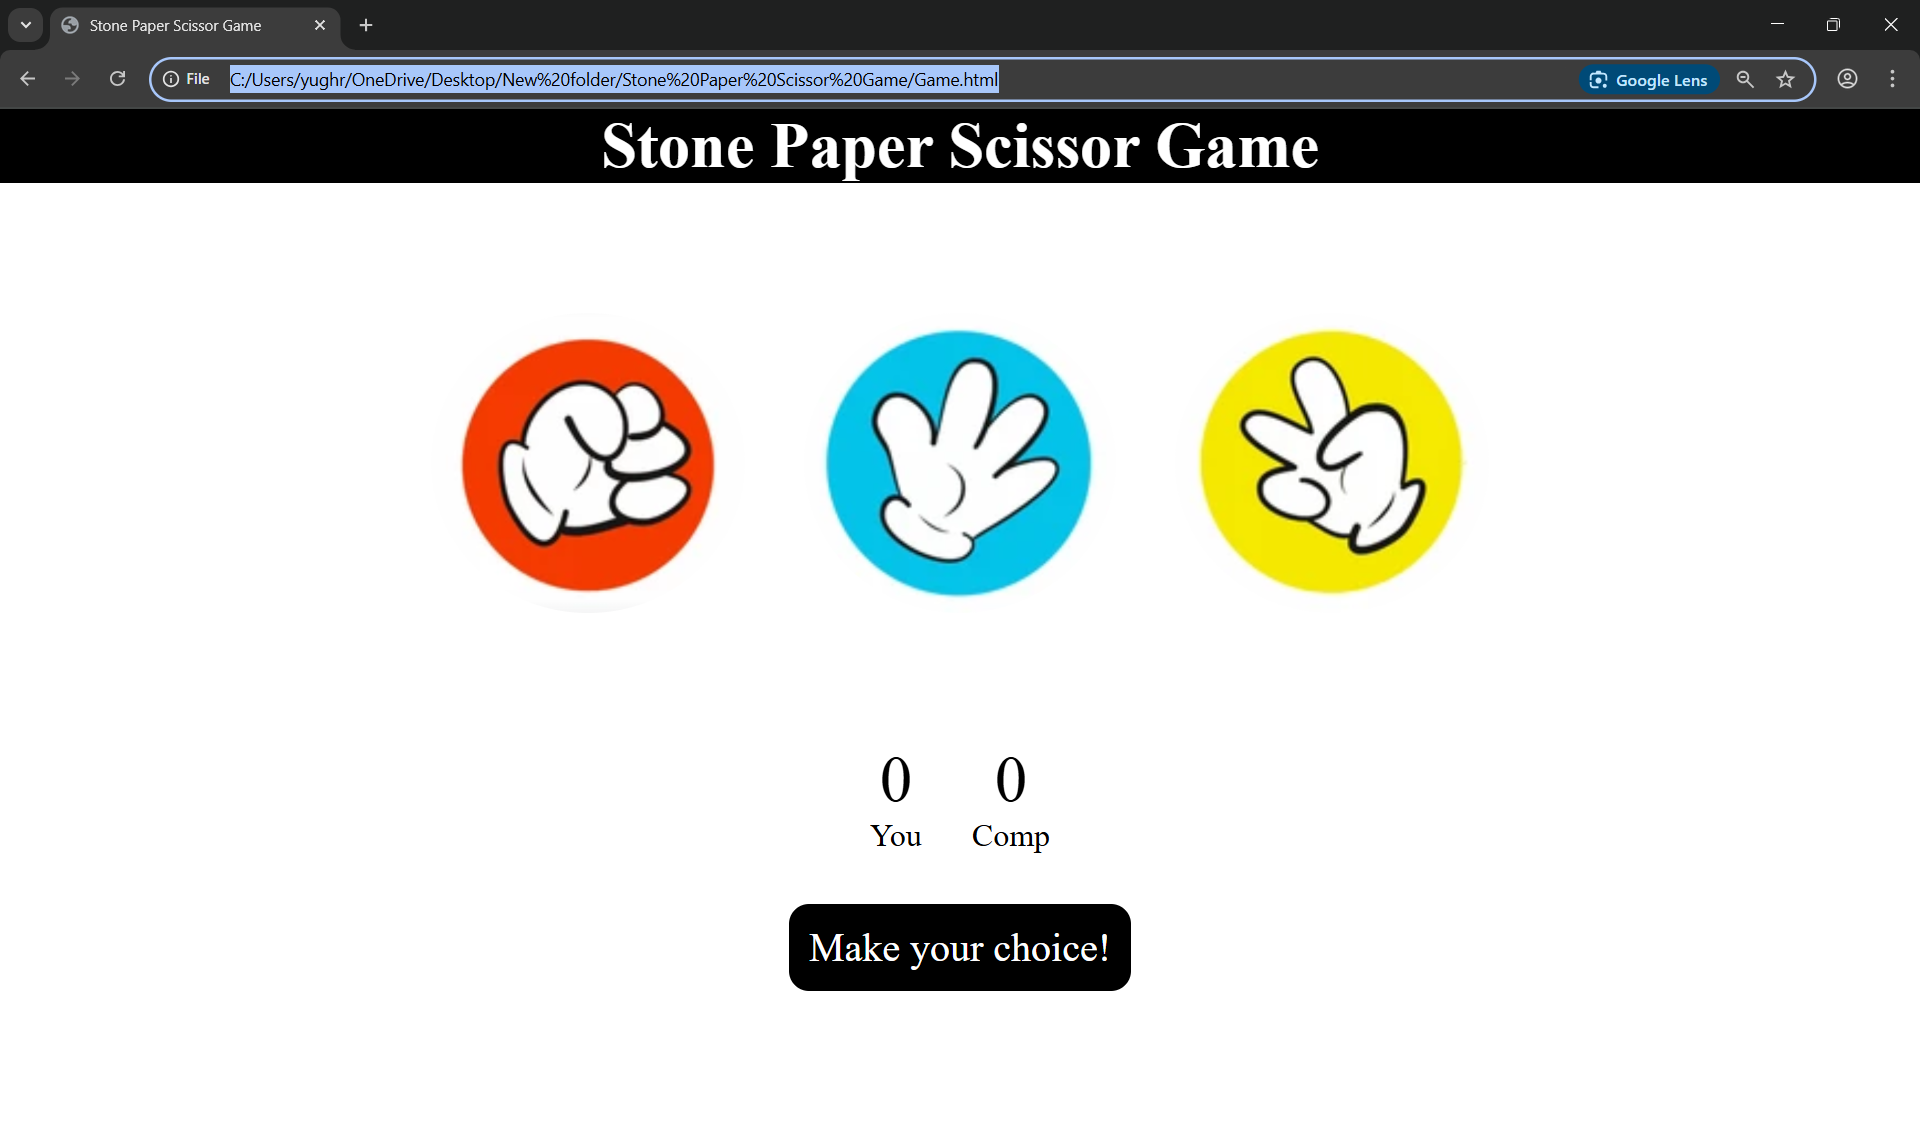 Stone Paper Scissor Game
File C:/Users/yughr/OneDrive/Desktop/New%20folder/Stone%20Paper%20Scissor%20Game/Game.html Google Lens
Stone Paper Scissor Game
0 0
You Comp
Make your choice!